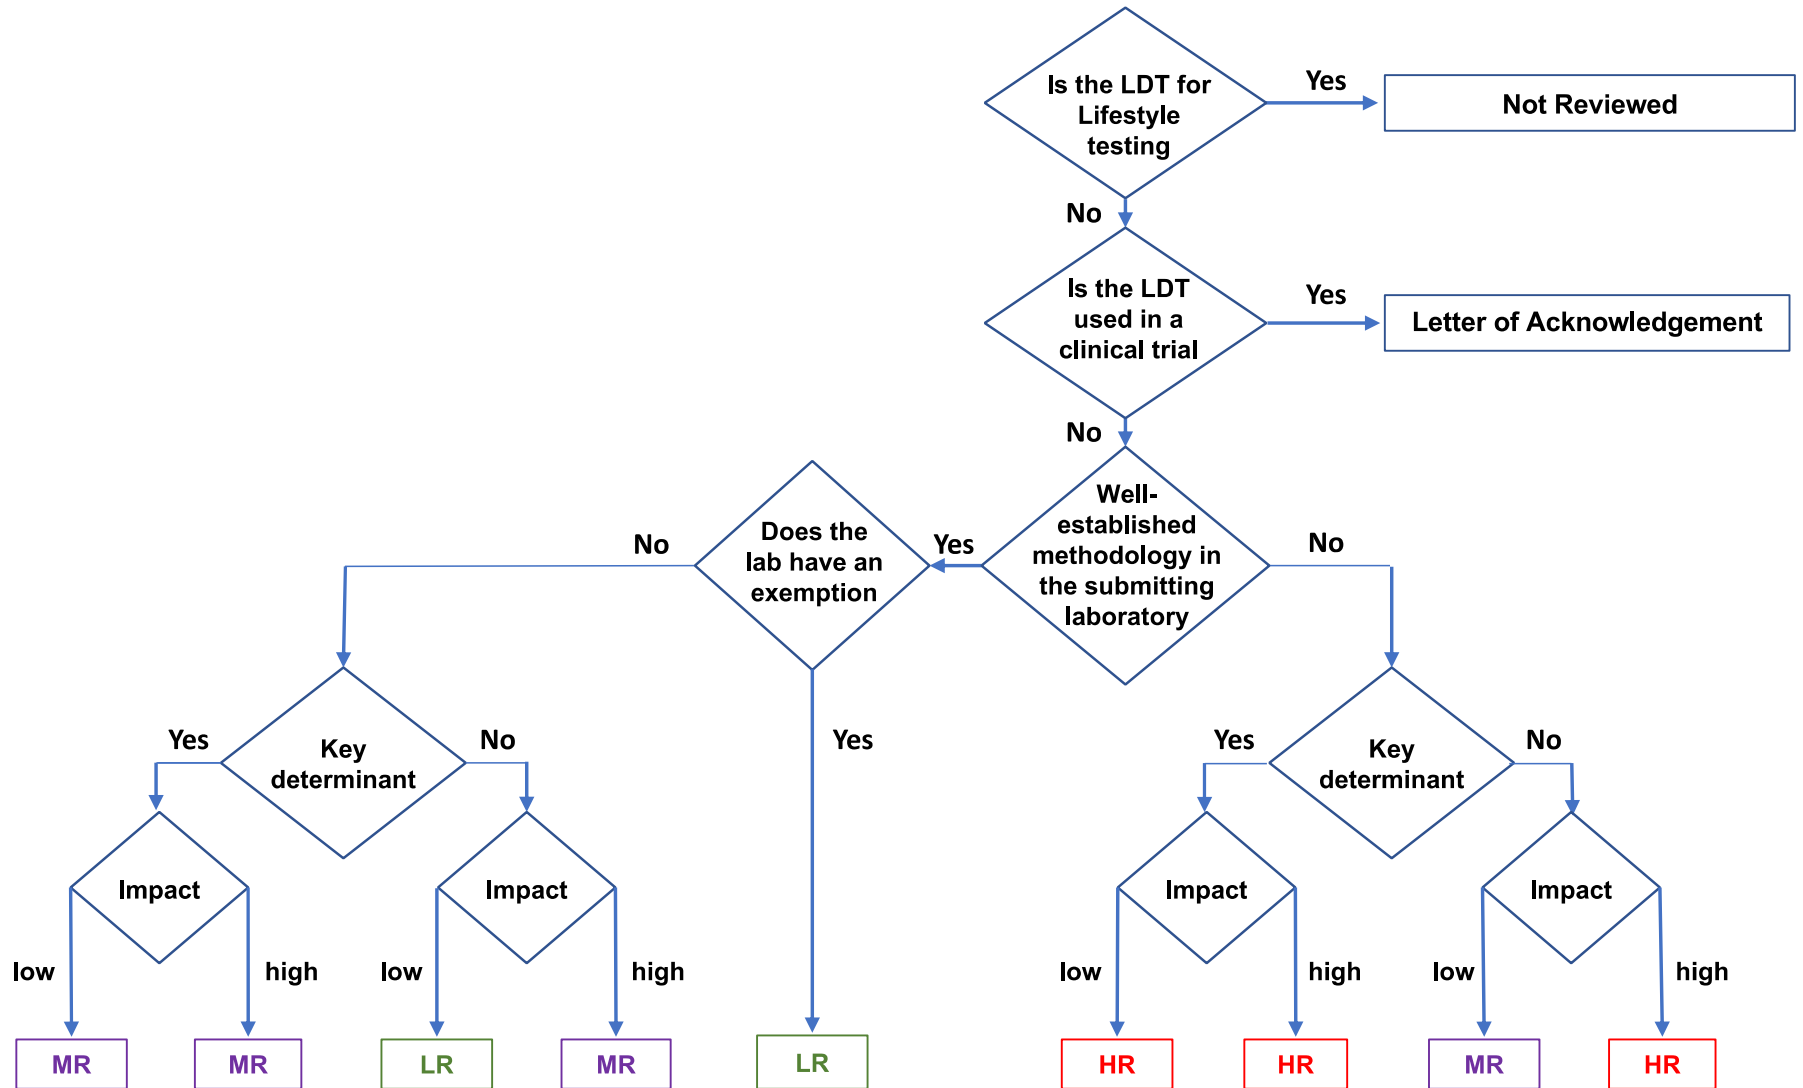 Is the LDT for
Lifestyle
testing
Yes
Not Reviewed
No
Is the LDT
used in a
clinical trial
Yes
Letter of Acknowledgement
No
Well-
established
methodology in
the submitting
laboratory
Yes
No
Does the
lab have an
exemption
No
Yes
Key
determinant
Yes
No
Impact
low
high
Impact
low
high
Key
determinant
Yes
No
Impact
low
high
Impact
low
high
MR
MR
LR
MR
LR
HR
HR
MR
HR